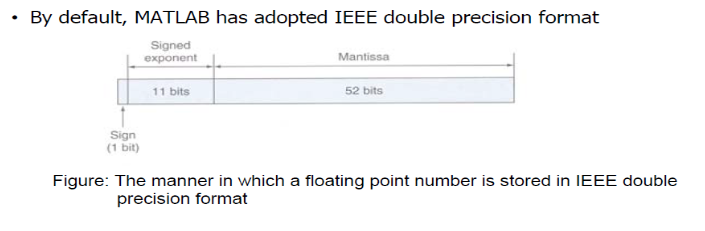 • By default, MATLAB has adopted IEEE double precision format
Signed
exponent
Mantissa
11 bits
52 bits
Sign
(1 bit)
Figure: The manner in which a floating point number is stored in IEEE double
precision format